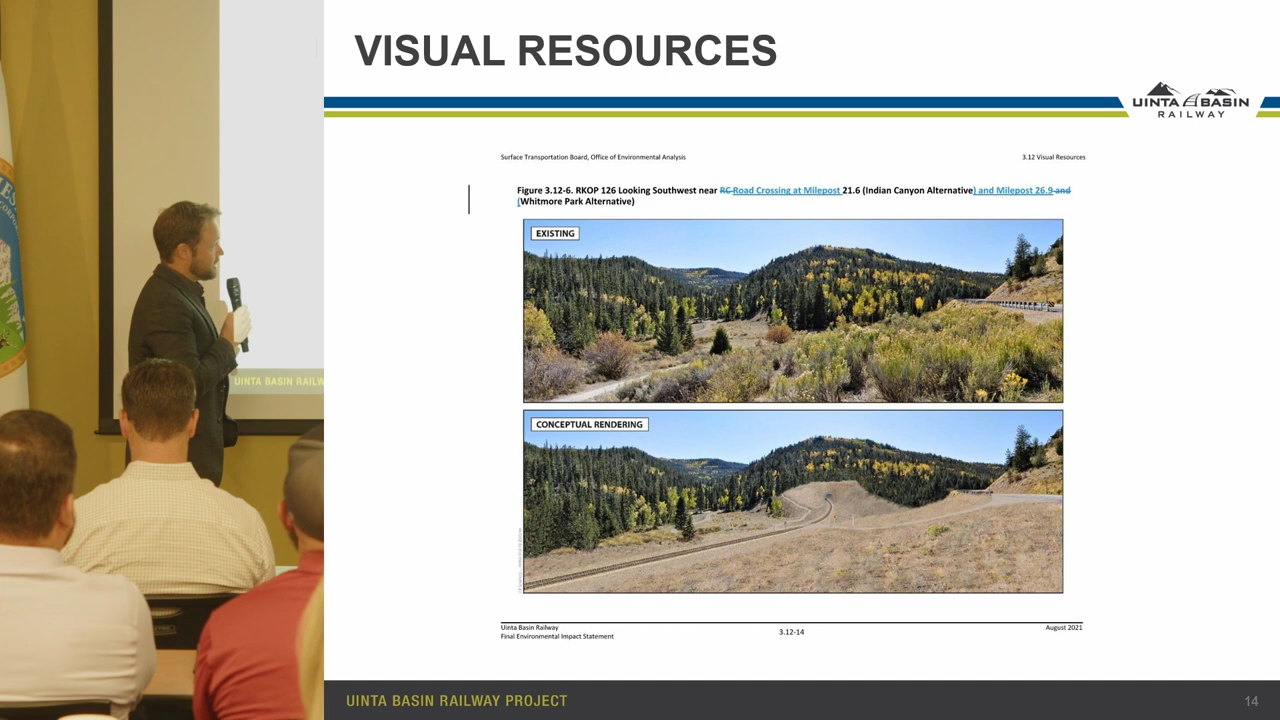 VISUAL RESOURCES
UINTA BASIN
RAILWAY
Surface Transportation Board, Office of Environmental Analysis
3.12 Visual Resources
Figure 3.12-6. RKOP 126 Looking Southwest near RC Road Crossing at Milepost 21.6 (Indian Canyon Alternative) and Milepost 26.9 and
(Whitmore Park Alternative)
EXISTING
CONCEPTUAL RENDERING
UINTA BASIN RAILW
Uinta Basin Railway
Final Environmental Impact Statement
3.12-14
August 2021
UINTA BASIN RAILWAY PROJECT
14